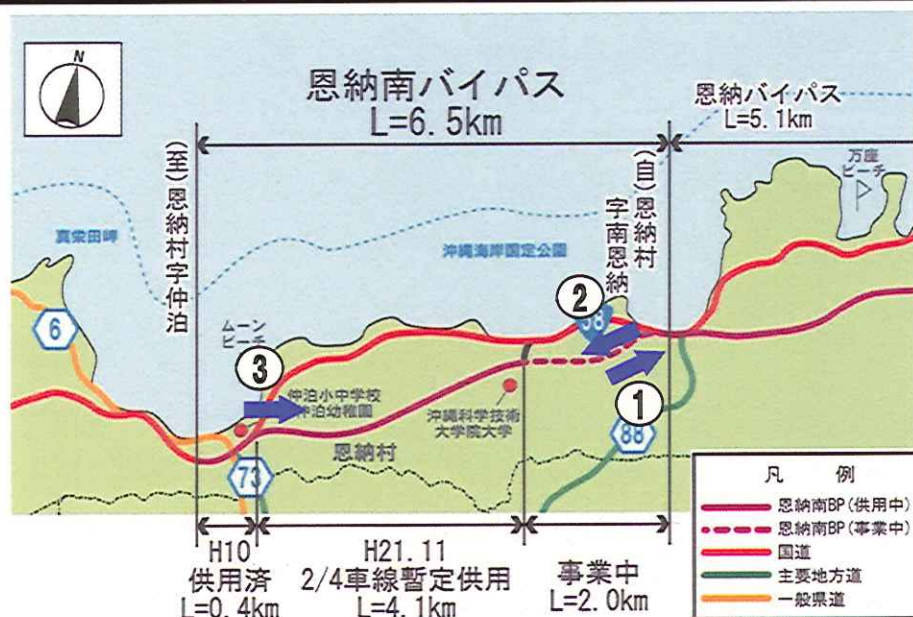 N
恩納南バイパス
L=6.5km
恩納バイパス
L=5.1km
(至)恩納村字仲泊
(自)恩納村
字南恩納
万座
ビーチ
真栄田岬
沖縄海岸国定公園
6
ムーン
ビーチ
②
58
③
仲泊小中学校
仲泊幼稚園
沖縄科学技術
大学院大学
①
88
恩納村
73
H10
供用済
L=0.4km
H21.11
2/4車線暫定供用
L=4.1km
事業中
L=2.0km
凡 例
恩納南BP(供用中)
恩納南BP(事業中)
国道
主要地方道
一般県道